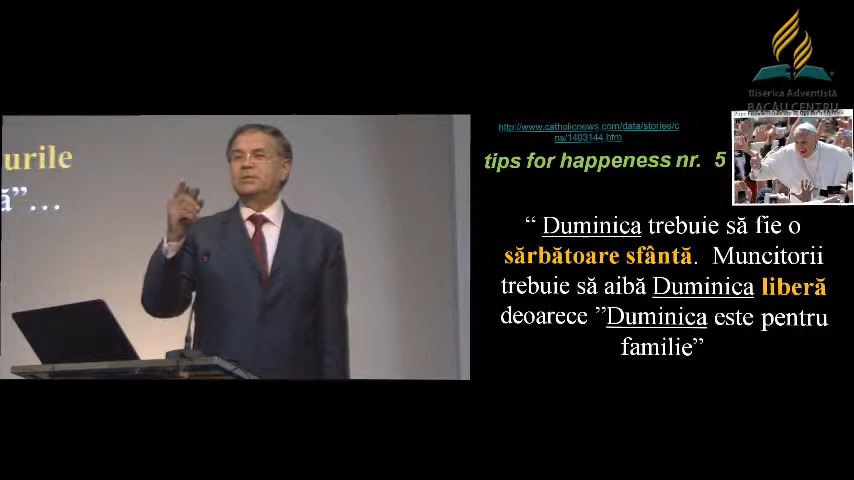 urile
ă”…
Biserica Adventistă
BACĂU CENTRU
http://www.catholicnews.com/data/stories/c
ns/1403144.htm
tips for happeness nr. 5
“ Duminica trebuie să fie o
sărbătoare sfântă. Muncitorii
trebuie să aibă Duminica liberă
deoarece ”Duminica este pentru
familie”